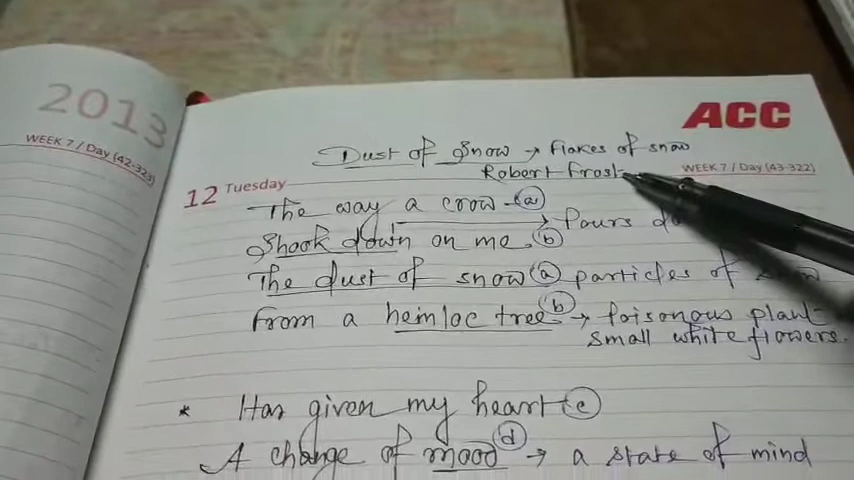 2013
WEEK 7 / Day (42-323)
ACC
WEEK 7 / Day (43-322)
12 Tuesday
Dust of Snow → flakes of snow
Robert Frost
The way a crow (a)
Shook down on me. (b) → Pours
The dust of snow (a) particles of snow
From a hemloc tree (b) → Poisonous plant
small white flowers.
* Has given my heart (c)
A change of mood (d) → a state of mind